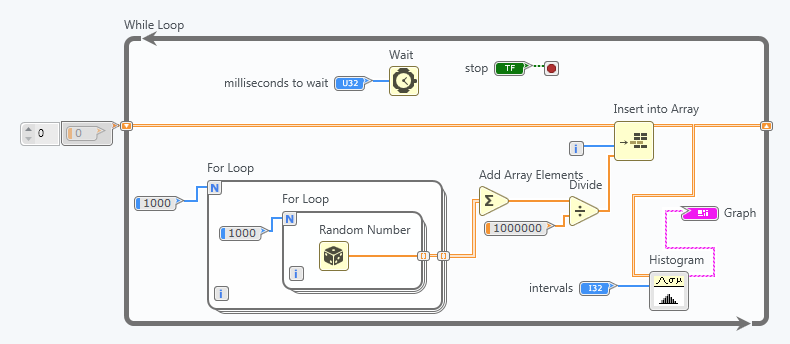 While Loop
Wait
milliseconds to wait
U32
stop
TF
Insert into Array
0
0
i
For Loop
N
1000
For Loop
N
1000
Random Number
i
i
Add Array Elements
Σ
Divide
÷
1000000
Graph
Histogram
σ μ
intervals
I32